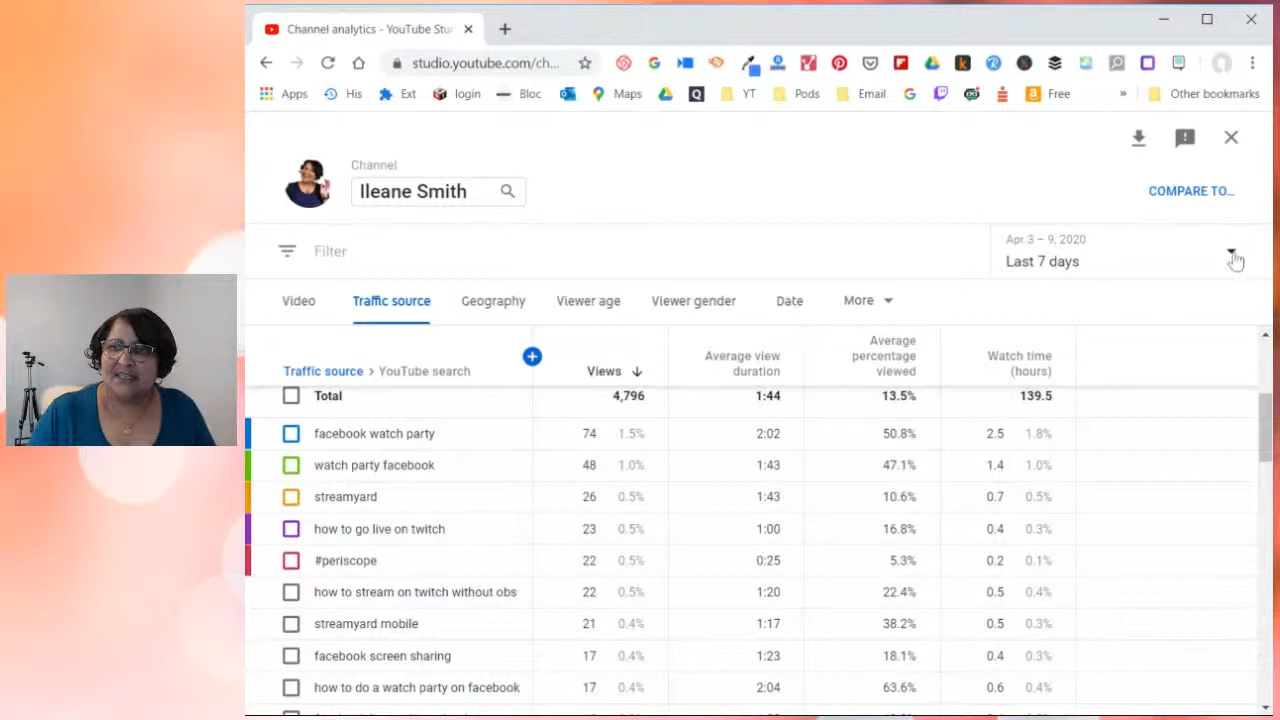 Channel analytics - YouTube Stu
studio.youtube.com/ch...
Apps His Ext login Bloc Maps YT Pods Email Free » Other bookmarks
Channel
Ileane Smith
COMPARE TO...
Filter
Apr 3 – 9, 2020
Last 7 days
Video Traffic source Geography Viewer age Viewer gender Date More
Traffic source > YouTube search Views Average view duration Average percentage viewed Watch time (hours)
Total 4,796 1:44 13.5% 139.5
facebook watch party 74 1.5% 2:02 50.8% 2.5 1.8%
watch party facebook 48 1.0% 1:43 47.1% 1.4 1.0%
streamyard 26 0.5% 1:43 10.6% 0.7 0.5%
how to go live on twitch 23 0.5% 1:00 16.8% 0.4 0.3%
#periscope 22 0.5% 0:25 5.3% 0.2 0.1%
how to stream on twitch without obs 22 0.5% 1:20 22.4% 0.5 0.4%
streamyard mobile 21 0.4% 1:17 38.2% 0.5 0.3%
facebook screen sharing 17 0.4% 1:23 18.1% 0.4 0.3%
how to do a watch party on facebook 17 0.4% 2:04 63.6% 0.6 0.4%